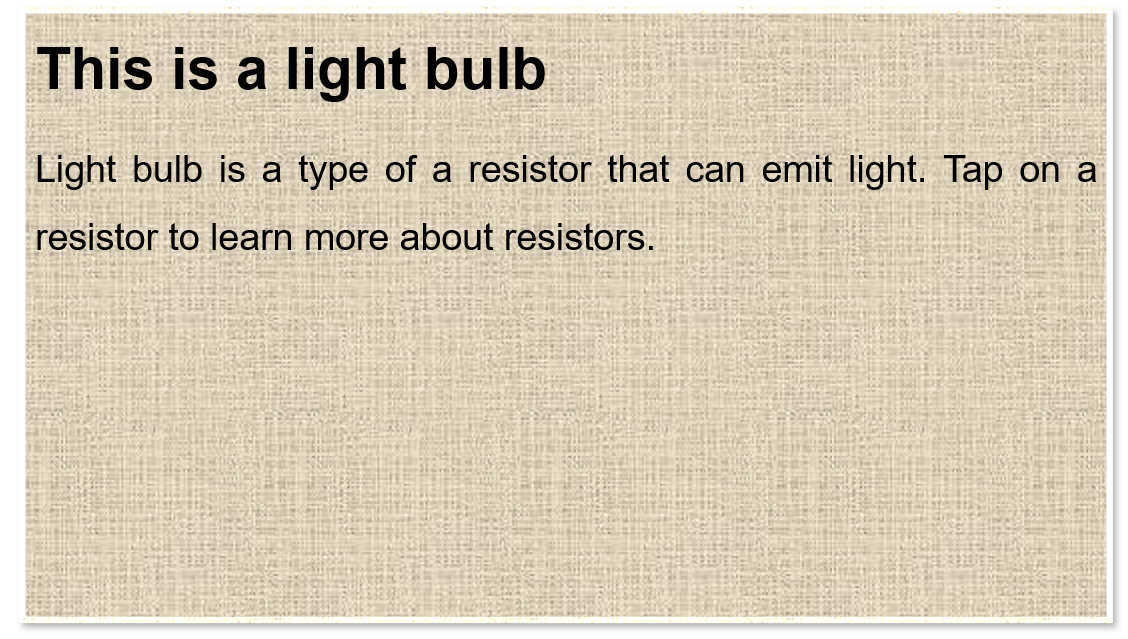 This is a light bulb
Light bulb is a type of a resistor that can emit light. Tap on a
resistor to learn more about resistors.